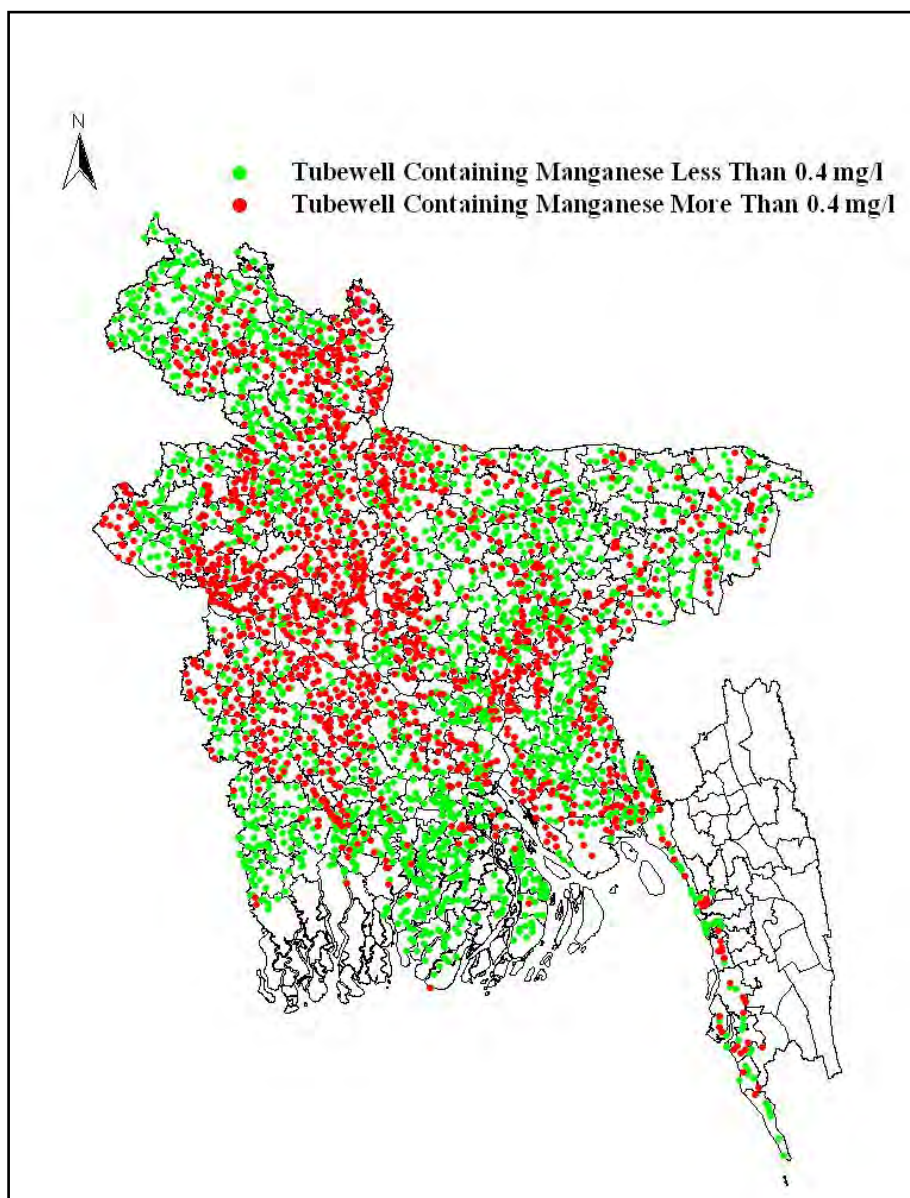 N
Tubewell Containing Manganese Less Than 0.4 mg/l
Tubewell Containing Manganese More Than 0.4 mg/l